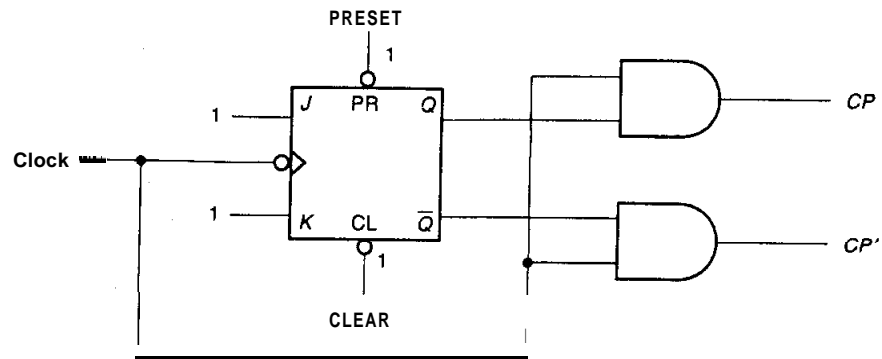 PRESET
1
J PR Q
1
CP
Clock
1
K CL Q̅
1
CP'
CLEAR